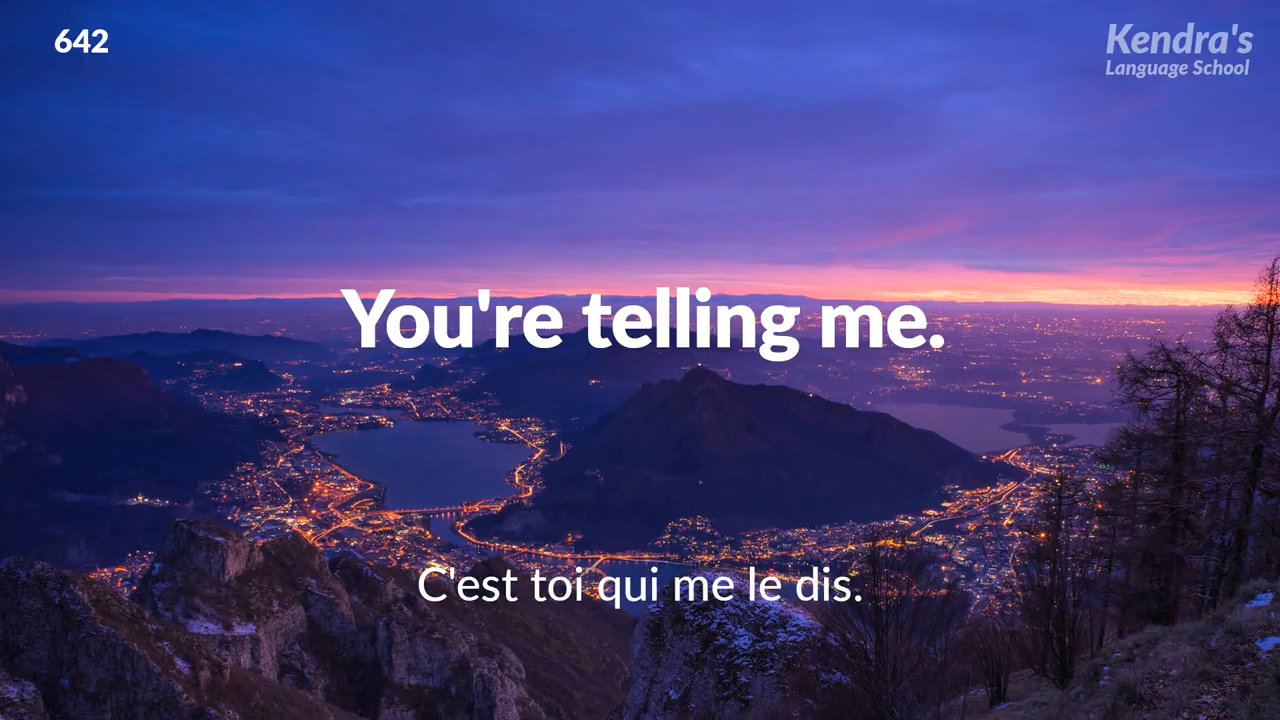 642
Kendra's
Language School
You're telling me.
C'est toi qui me le dis.